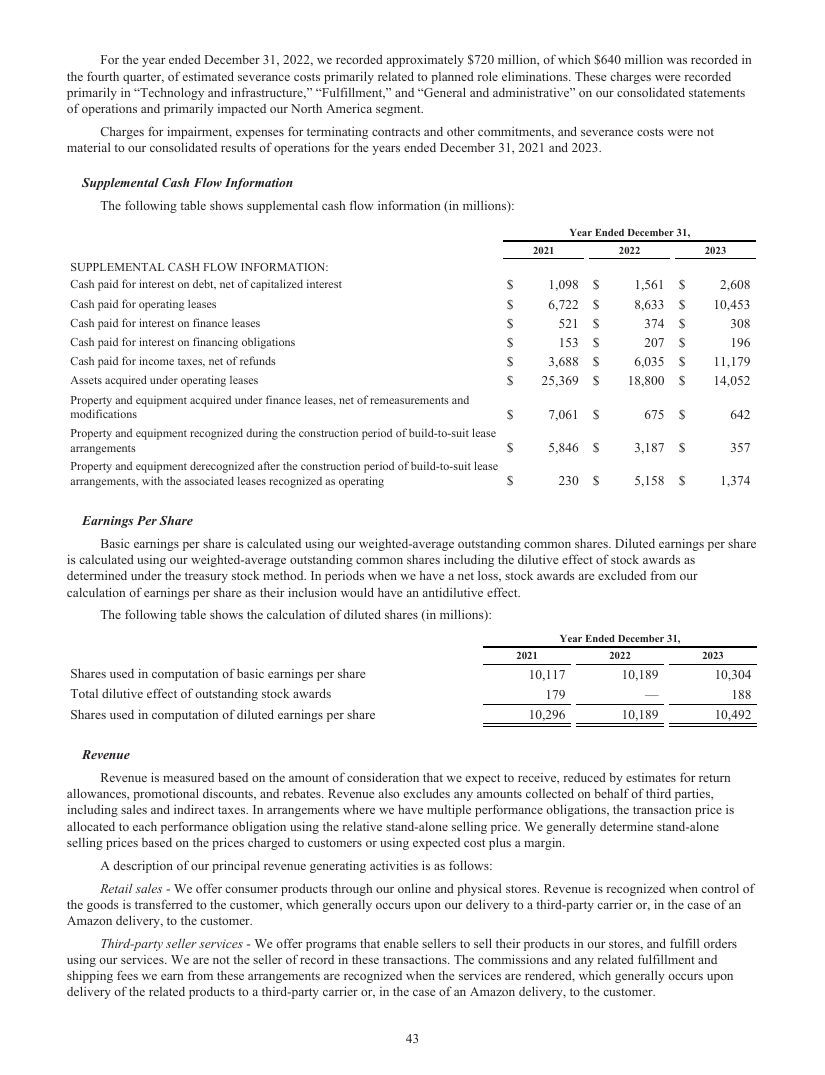 For the year ended December 31, 2022, we recorded approximately $720 million, of which $640 million was recorded in
the fourth quarter, of estimated severance costs primarily related to planned role eliminations. These charges were recorded
primarily in “Technology and infrastructure,” “Fulfillment,” and “General and administrative” on our consolidated statements
of operations and primarily impacted our North America segment.
Charges for impairment, expenses for terminating contracts and other commitments, and severance costs were not
material to our consolidated results of operations for the years ended December 31, 2021 and 2023.
Supplemental Cash Flow Information
The following table shows supplemental cash flow information (in millions):
Year Ended December 31,
2021 2022 2023
SUPPLEMENTAL CASH FLOW INFORMATION:
Cash paid for interest on debt, net of capitalized interest $ 1,098 $ 1,561 $ 2,608
Cash paid for operating leases $ 6,722 $ 8,633 $ 10,453
Cash paid for interest on finance leases $ 521 $ 374 $ 308
Cash paid for interest on financing obligations $ 153 $ 207 $ 196
Cash paid for income taxes, net of refunds $ 3,688 $ 6,035 $ 11,179
Assets acquired under operating leases $ 25,369 $ 18,800 $ 14,052
Property and equipment acquired under finance leases, net of remeasurements and
modifications $ 7,061 $ 675 $ 642
Property and equipment recognized during the construction period of build-to-suit lease
arrangements $ 5,846 $ 3,187 $ 357
Property and equipment derecognized after the construction period of build-to-suit lease
arrangements, with the associated leases recognized as operating $ 230 $ 5,158 $ 1,374
Earnings Per Share
Basic earnings per share is calculated using our weighted-average outstanding common shares. Diluted earnings per share
is calculated using our weighted-average outstanding common shares including the dilutive effect of stock awards as
determined under the treasury stock method. In periods when we have a net loss, stock awards are excluded from our
calculation of earnings per share as their inclusion would have an antidilutive effect.
The following table shows the calculation of diluted shares (in millions):
Year Ended December 31,
2021 2022 2023
Shares used in computation of basic earnings per share 10,117 10,189 10,304
Total dilutive effect of outstanding stock awards 179 — 188
Shares used in computation of diluted earnings per share 10,296 10,189 10,492
Revenue
Revenue is measured based on the amount of consideration that we expect to receive, reduced by estimates for return
allowances, promotional discounts, and rebates. Revenue also excludes any amounts collected on behalf of third parties,
including sales and indirect taxes. In arrangements where we have multiple performance obligations, the transaction price is
allocated to each performance obligation using the relative stand-alone selling price. We generally determine stand-alone
selling prices based on the prices charged to customers or using expected cost plus a margin.
A description of our principal revenue generating activities is as follows:
Retail sales - We offer consumer products through our online and physical stores. Revenue is recognized when control of
the goods is transferred to the customer, which generally occurs upon our delivery to a third-party carrier or, in the case of an
Amazon delivery, to the customer.
Third-party seller services - We offer programs that enable sellers to sell their products in our stores, and fulfill orders
using our services. We are not the seller of record in these transactions. The commissions and any related fulfillment and
shipping fees we earn from these arrangements are recognized when the services are rendered, which generally occurs upon
delivery of the related products to a third-party carrier or, in the case of an Amazon delivery, to the customer.
43